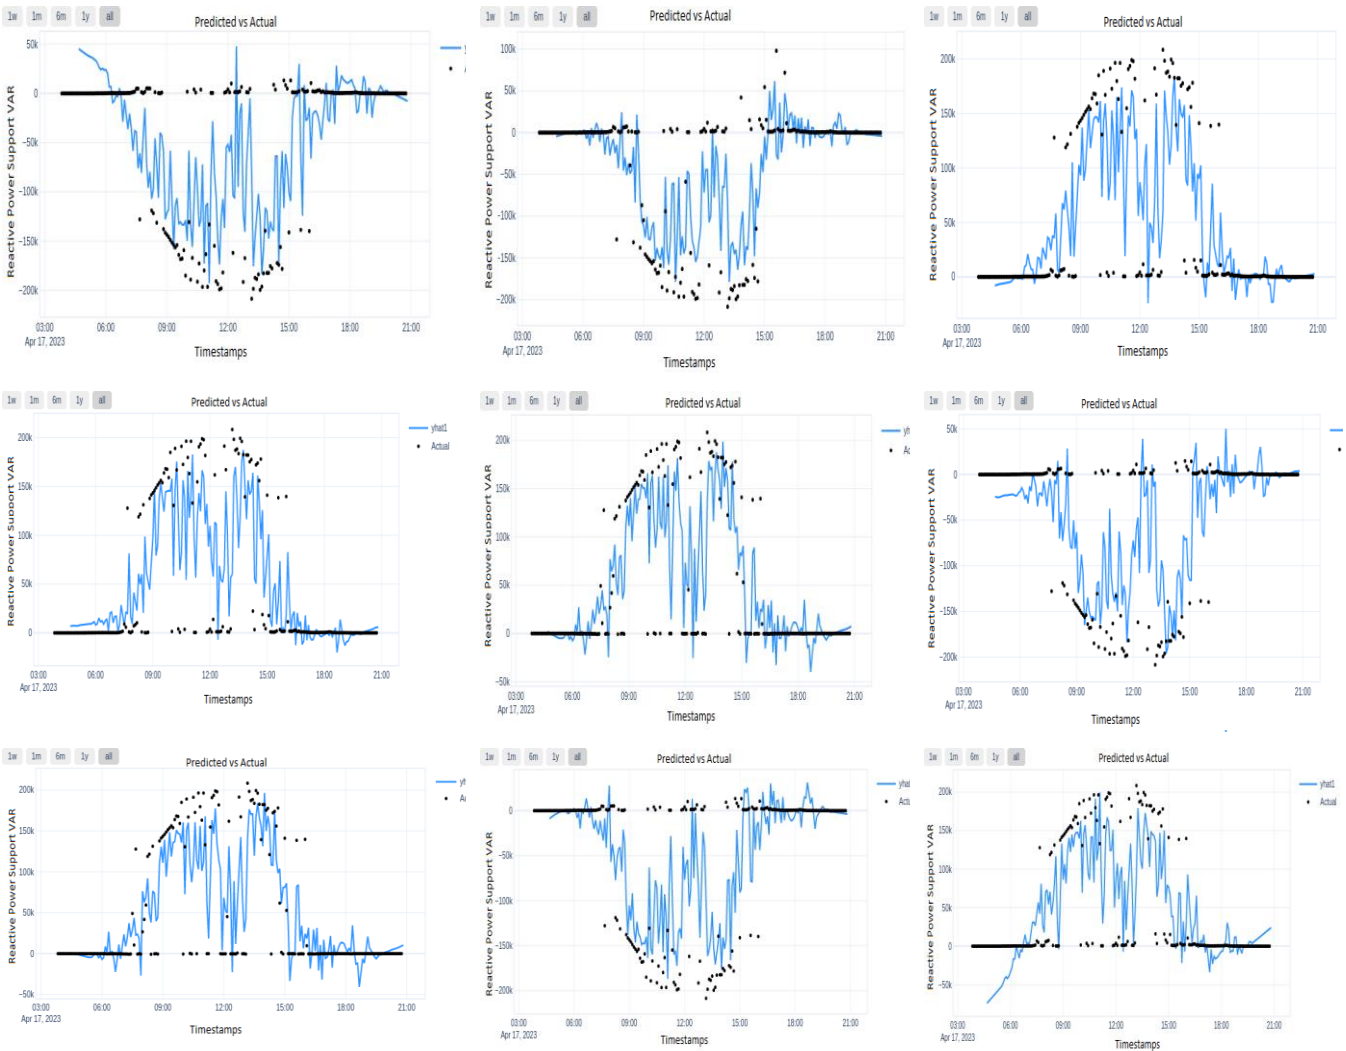 1w 1m 6m 1y all
Predicted vs Actual
50k
0
−50k
−100k
−150k
−200k
Reactive Power Support VAR
03:00 06:00 09:00 12:00 15:00 18:00 21:00
Apr 17, 2023
Timestamps
1w 1m 6m 1y all
Predicted vs Actual
100k
50k
0
−50k
−100k
−150k
−200k
Reactive Power Support VAR
03:00 06:00 09:00 12:00 15:00 18:00 21:00
Apr 17, 2023
Timestamps
1w 1m 6m 1y all
Predicted vs Actual
200k
150k
100k
50k
0
Reactive Power Support VAR
03:00 06:00 09:00 12:00 15:00 18:00 21:00
Apr 17, 2023
Timestamps
1w 1m 6m 1y all
Predicted vs Actual
yhat1
Actual
200k
150k
100k
50k
0
Reactive Power Support VAR
03:00 06:00 09:00 12:00 15:00 18:00 21:00
Apr 17, 2023
Timestamps
1w 1m 6m 1y all
Predicted vs Actual
yh
Ac
200k
150k
100k
50k
0
−50k
Reactive Power Support VAR
03:00 06:00 09:00 12:00 15:00 18:00 21:00
Apr 17, 2023
Timestamps
1w 1m 6m 1y all
Predicted vs Actual
50k
0
−50k
−100k
−150k
−200k
Reactive Power Support VAR
03:00 06:00 09:00 12:00 15:00 18:00 21:00
Apr 17, 2023
Timestamps
1w 1m 6m 1y all
Predicted vs Actual
yh
Ac
200k
150k
100k
50k
0
−50k
Reactive Power Support VAR
03:00 06:00 09:00 12:00 15:00 18:00 21:00
Apr 17, 2023
Timestamps
1w 1m 6m 1y all
Predicted vs Actual
yhat
Actu
0
−50k
−100k
−150k
−200k
Reactive Power Support VAR
03:00 06:00 09:00 12:00 15:00 18:00 21:00
Apr 17, 2023
Timestamps
1w 1m 6m 1y all
Predicted vs Actual
yhat1
Actual
200k
150k
100k
50k
0
−50k
Reactive Power Support VAR
03:00 06:00 09:00 12:00 15:00 18:00 21:00
Apr 17, 2023
Timestamps